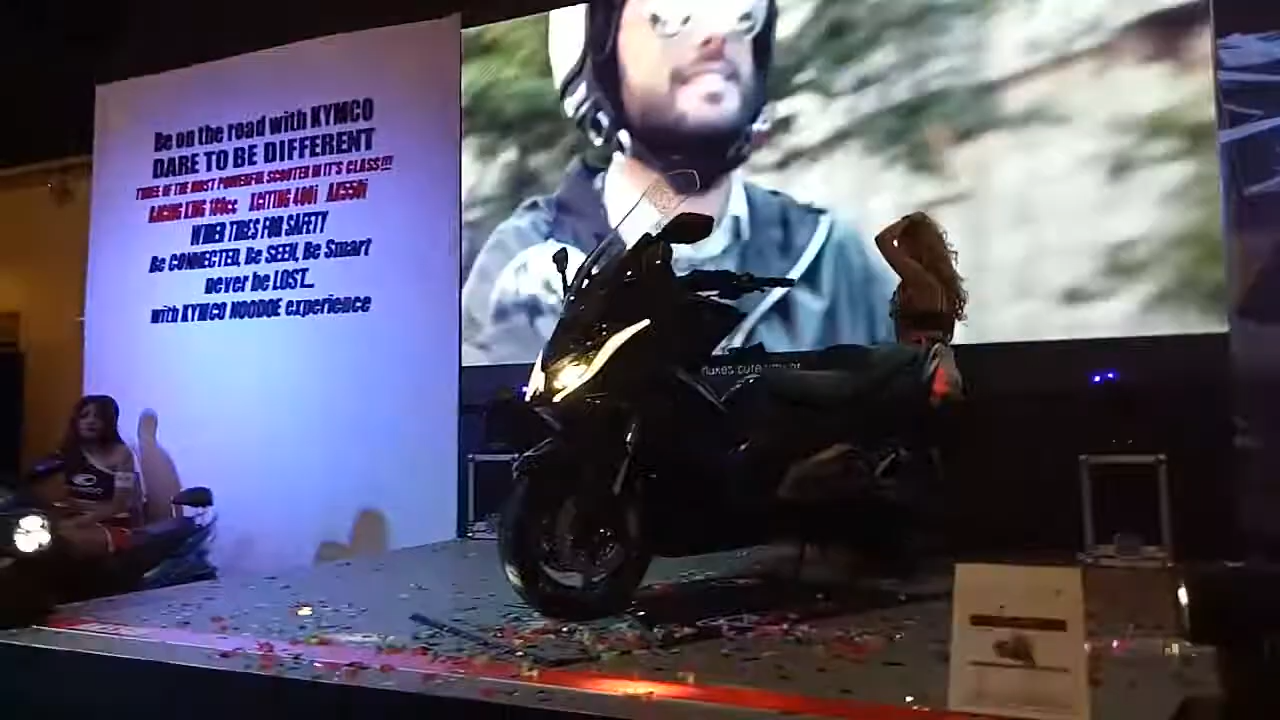 Be on the road with KYMCO
DARE TO BE DIFFERENT
THREE OF THE MOST POWERFUL SCOOTER IN IT'S CLASS!!!
RACING KING 180cc XCITING 400i AK550i
WIDER TIRES FOR SAFETY
Be CONNECTED, Be SEEN, Be Smart
never be LOST...
with KYMCO NOODOE experience
Makes